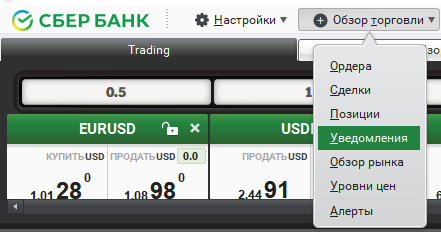 СБЕР БАНК
Настройки
Обзор торговли
Trading
0.5
1
Ордера
Сделки
Позиции
Уведомления
Обзор рынка
Уровни цен
Алерты
EURUSD
USD
КУПИТЬ USD
ПРОДАТЬ USD
0.0
ПРОДАТЬ
1.01 28 0
1.08 98 0
2.44 91